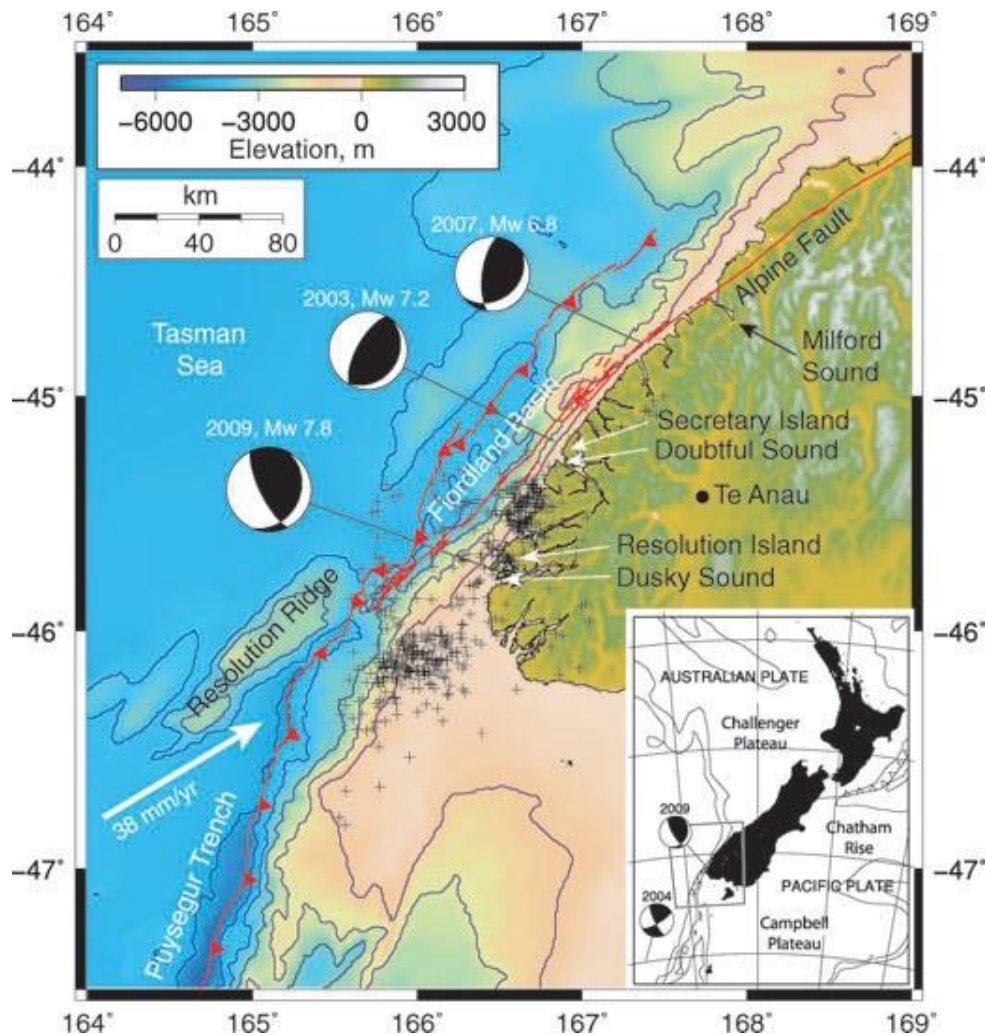 164° 165° 166° 167° 168° 169°
−6000 −3000 0 3000
Elevation, m
−44° −44°
km
0 40 80
2007, Mw 6.8
Alpine Fault
2003, Mw 7.2
Tasman
Sea
Milford
Sound
−45° −45°
2009, Mw 7.8
Secretary Island
Doubtful Sound
Fiordland Basin
Te Anau
Resolution Island
Dusky Sound
Resolution Ridge
−46° −46°
38 mm/yr
Puysegur Trench
−47° −47°
AUSTRALIAN PLATE
Challenger
Plateau
2009
Chatham
Rise
PACIFIC PLATE
2004
Campbell
Plateau
164° 165° 166° 167° 168° 169°